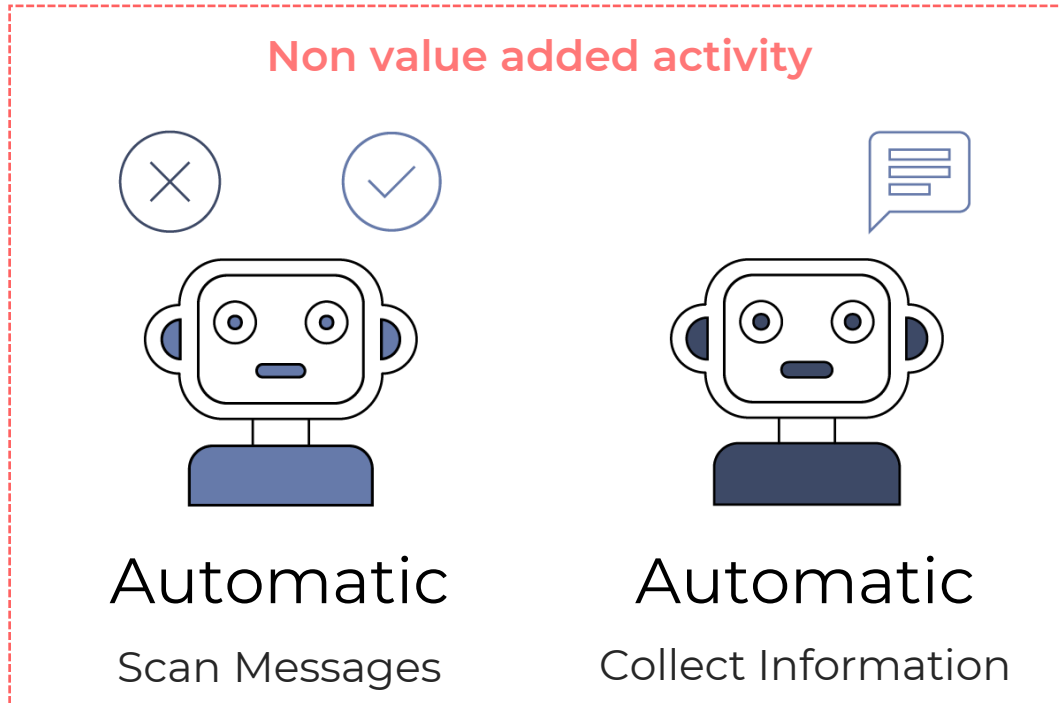 Non value added activity
Automatic
Scan Messages
Automatic
Collect Information